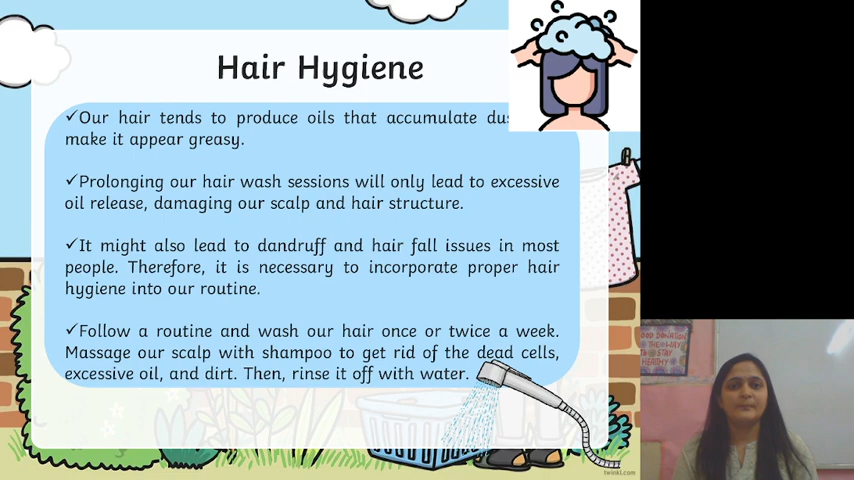 Hair Hygiene
✓Our hair tends to produce oils that accumulate
make it appear greasy.
✓Prolonging our hair wash sessions will only lead to excessive
oil release, damaging our scalp and hair structure.
✓It might also lead to dandruff and hair fall issues in most
people. Therefore, it is necessary to incorporate proper hair
hygiene into our routine.
✓Follow a routine and wash our hair once or twice a week.
Massage our scalp with shampoo to get rid of the dead cells,
excessive oil, and dirt. Then, rinse it off with water.
twinkl.com
DONATION
STAY
HEALTHY